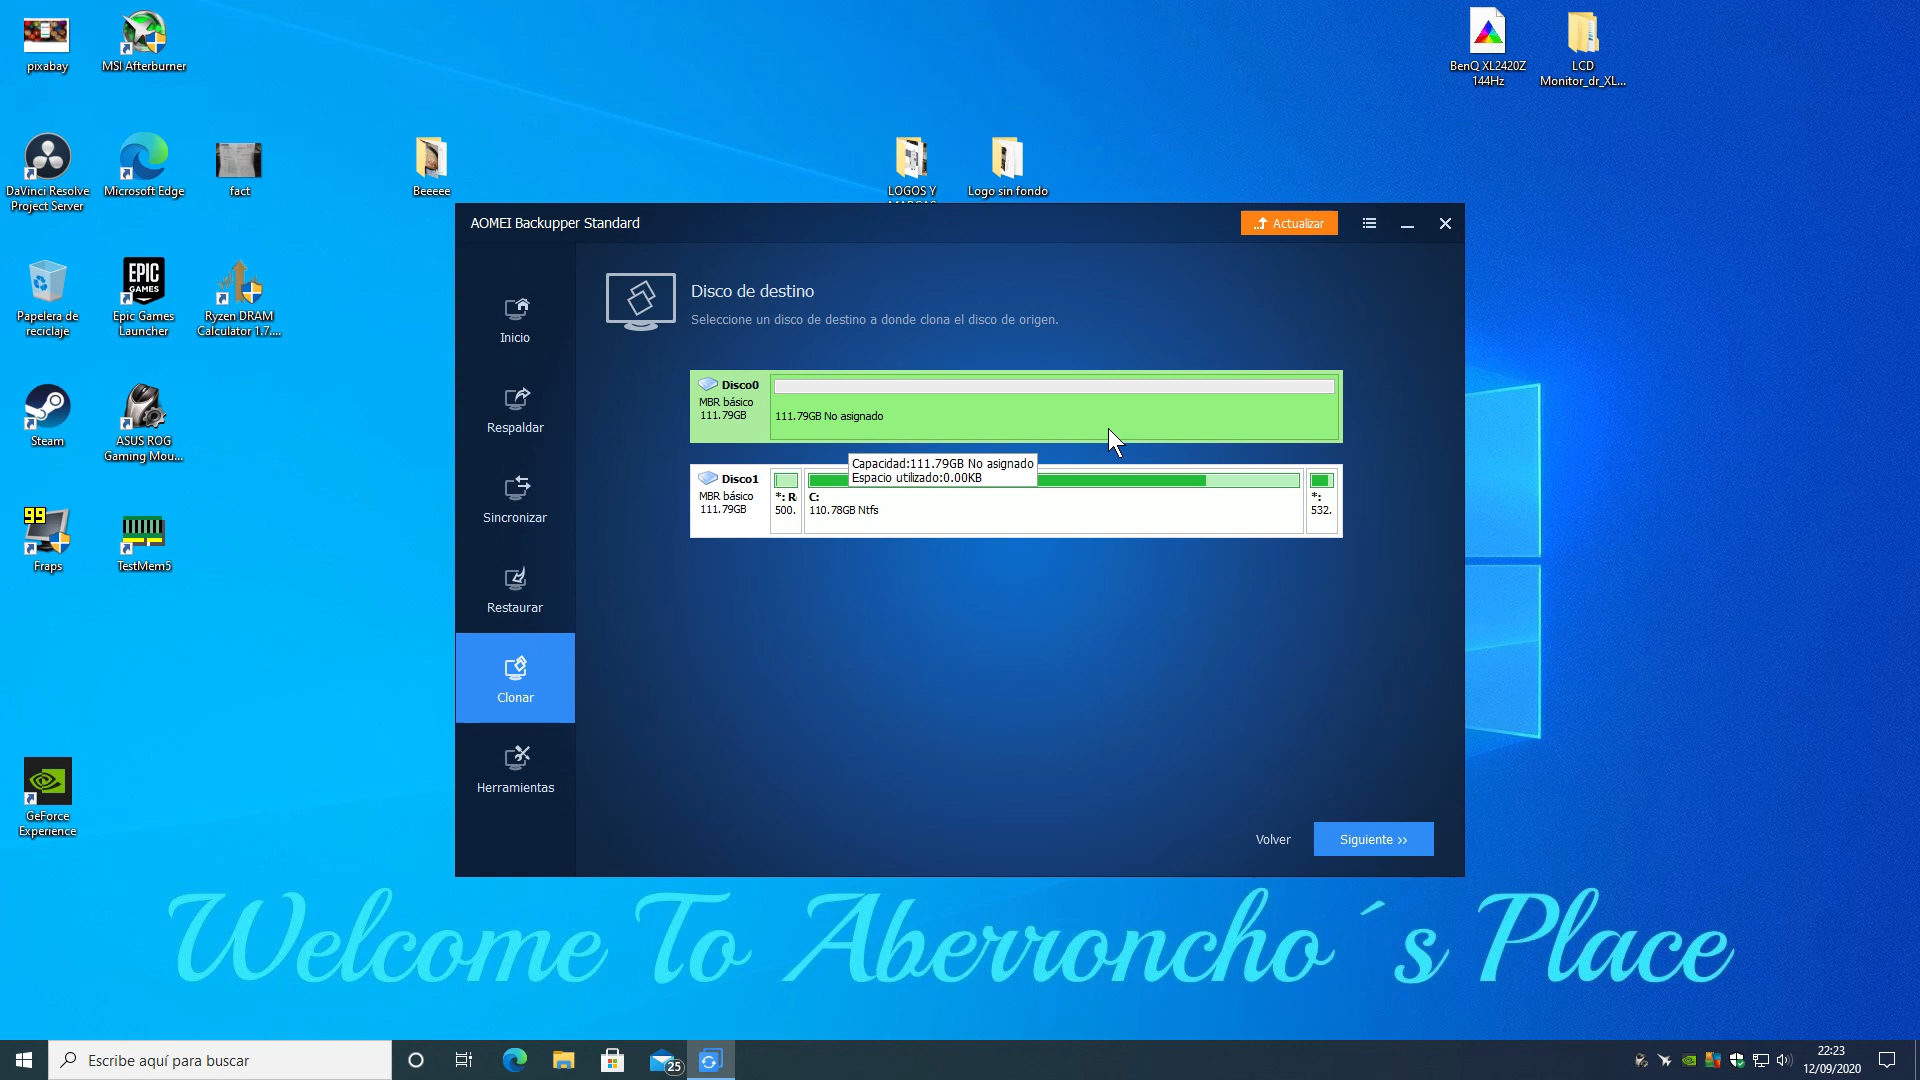 pixabay
MSI Afterburner
BenQ XL2420Z
144Hz
LCD
Monitor_dr_XL...
DaVinci Resolve
Project Server
Microsoft Edge
fact
Beeeee
LOGOS Y
MARCAS
Logo sin fondo
AOMEI Backupper Standard
Actualizar
Papelera de
reciclaje
EPIC
GAMES
Epic Games
Launcher
Ryzen DRAM
Calculator 1.7....
Inicio
Disco de destino
Seleccione un disco de destino a donde clona el disco de origen.
Respaldar
Disco0
MBR básico
111.79GB
111.79GB No asignado
Steam
ASUS ROG
Gaming Mou...
Capacidad:111.79GB No asignado
Espacio utilizado:0.00KB
Disco1
MBR básico
111.79GB
*: R
500.
C:
110.78GB Ntfs
*:
532.
Sincronizar
99
Fraps
TestMem5
Restaurar
Clonar
Herramientas
GeForce
Experience
Volver
Siguiente >>
Welcome To Aberroncho´s Place
Escribe aquí para buscar
25
22:23
12/09/2020